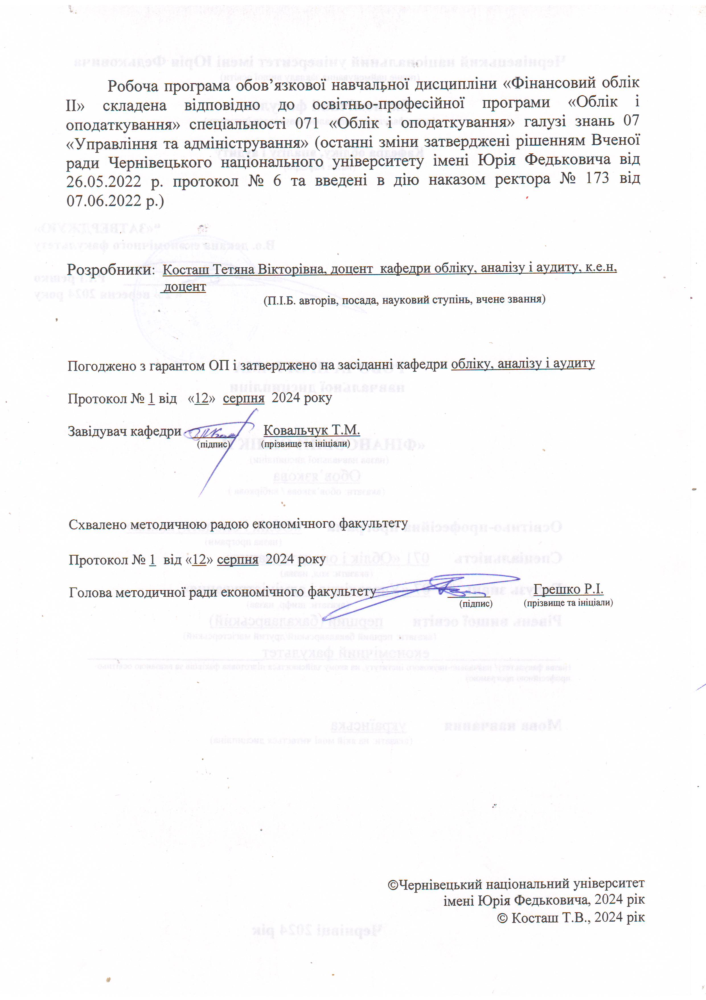 Робоча програма обов’язкової навчальної дисципліни «Фінансовий облік
ІІ» складена відповідно до освітньо-професійної програми «Облік і
оподаткування» спеціальності 071 «Облік і оподаткування» галузі знань 07
«Управління та адміністрування» (останні зміни затверджені рішенням Вченої
ради Чернівецького національного університету імені Юрія Федьковича від
26.05.2022 р. протокол № 6 та введені в дію наказом ректора № 173 від
07.06.2022 р.)
Розробники: Косташ Тетяна Вікторівна, доцент кафедри обліку, аналізу і аудиту, к.е.н,
доцент
(П.І.Б. авторів, посада, науковий ступінь, вчене звання)
Погоджено з гарантом ОП і затверджено на засіданні кафедри обліку, аналізу і аудиту
Протокол № 1 від «12» серпня 2024 року
Завідувач кафедри Ковальчук Т.М.
(підпис) (прізвище та ініціали)
Схвалено методичною радою економічного факультету
Протокол № 1 від «12» серпня 2024 року
Голова методичної ради економічного факультету Грешко Р.І.
(підпис) (прізвище та ініціали)
©Чернівецький національний університет
імені Юрія Федьковича, 2024 рік
© Косташ Т.В., 2024 рік